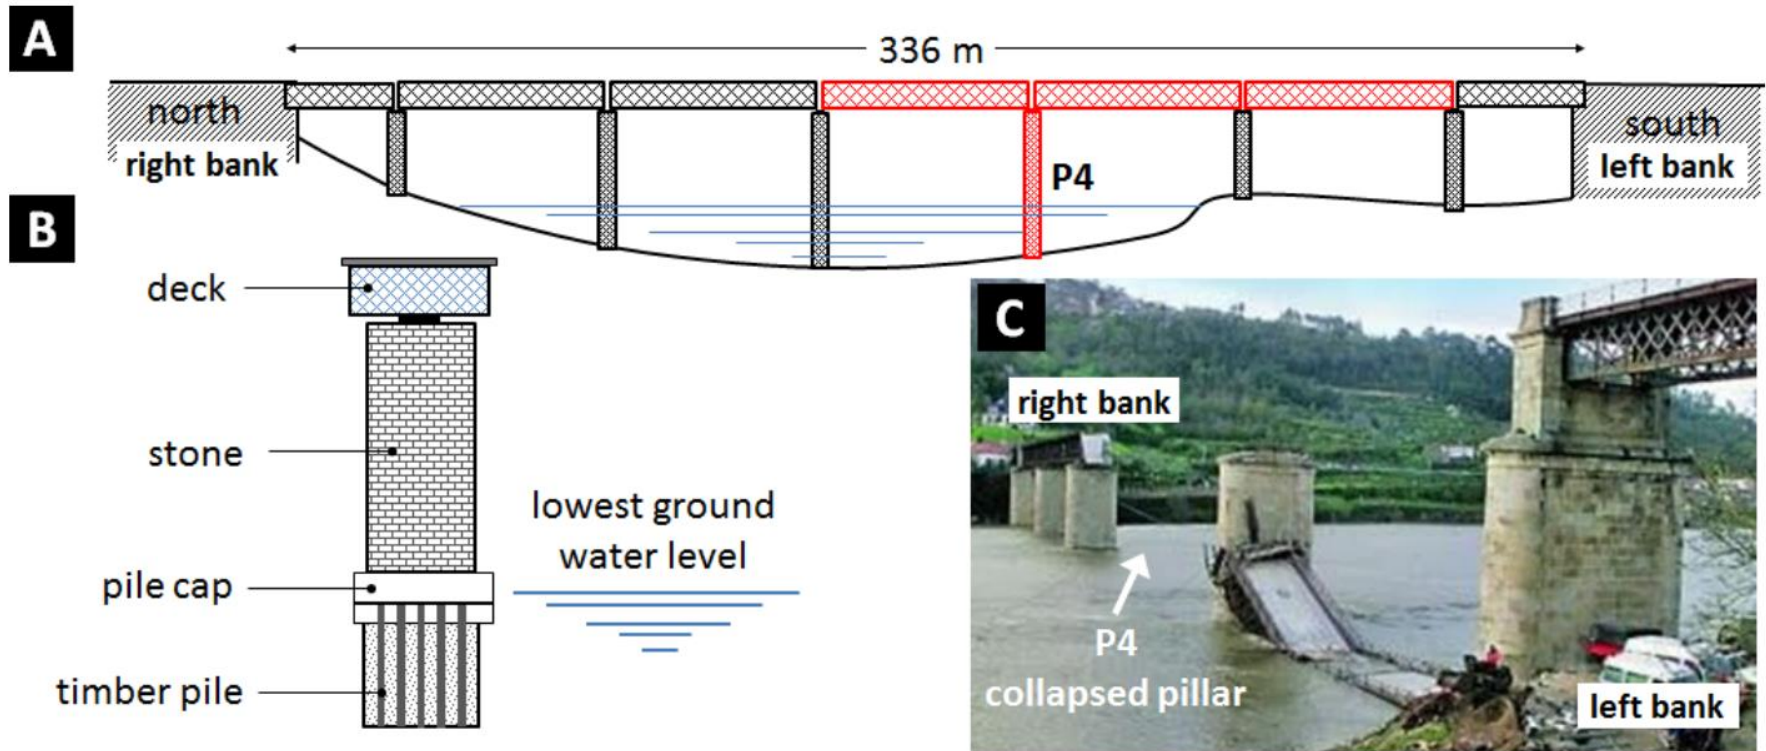 A
336 m
north
right bank
P4
south
left bank
B
deck
stone
pile cap
timber pile
lowest ground
water level
C
right bank
P4
collapsed pillar
left bank